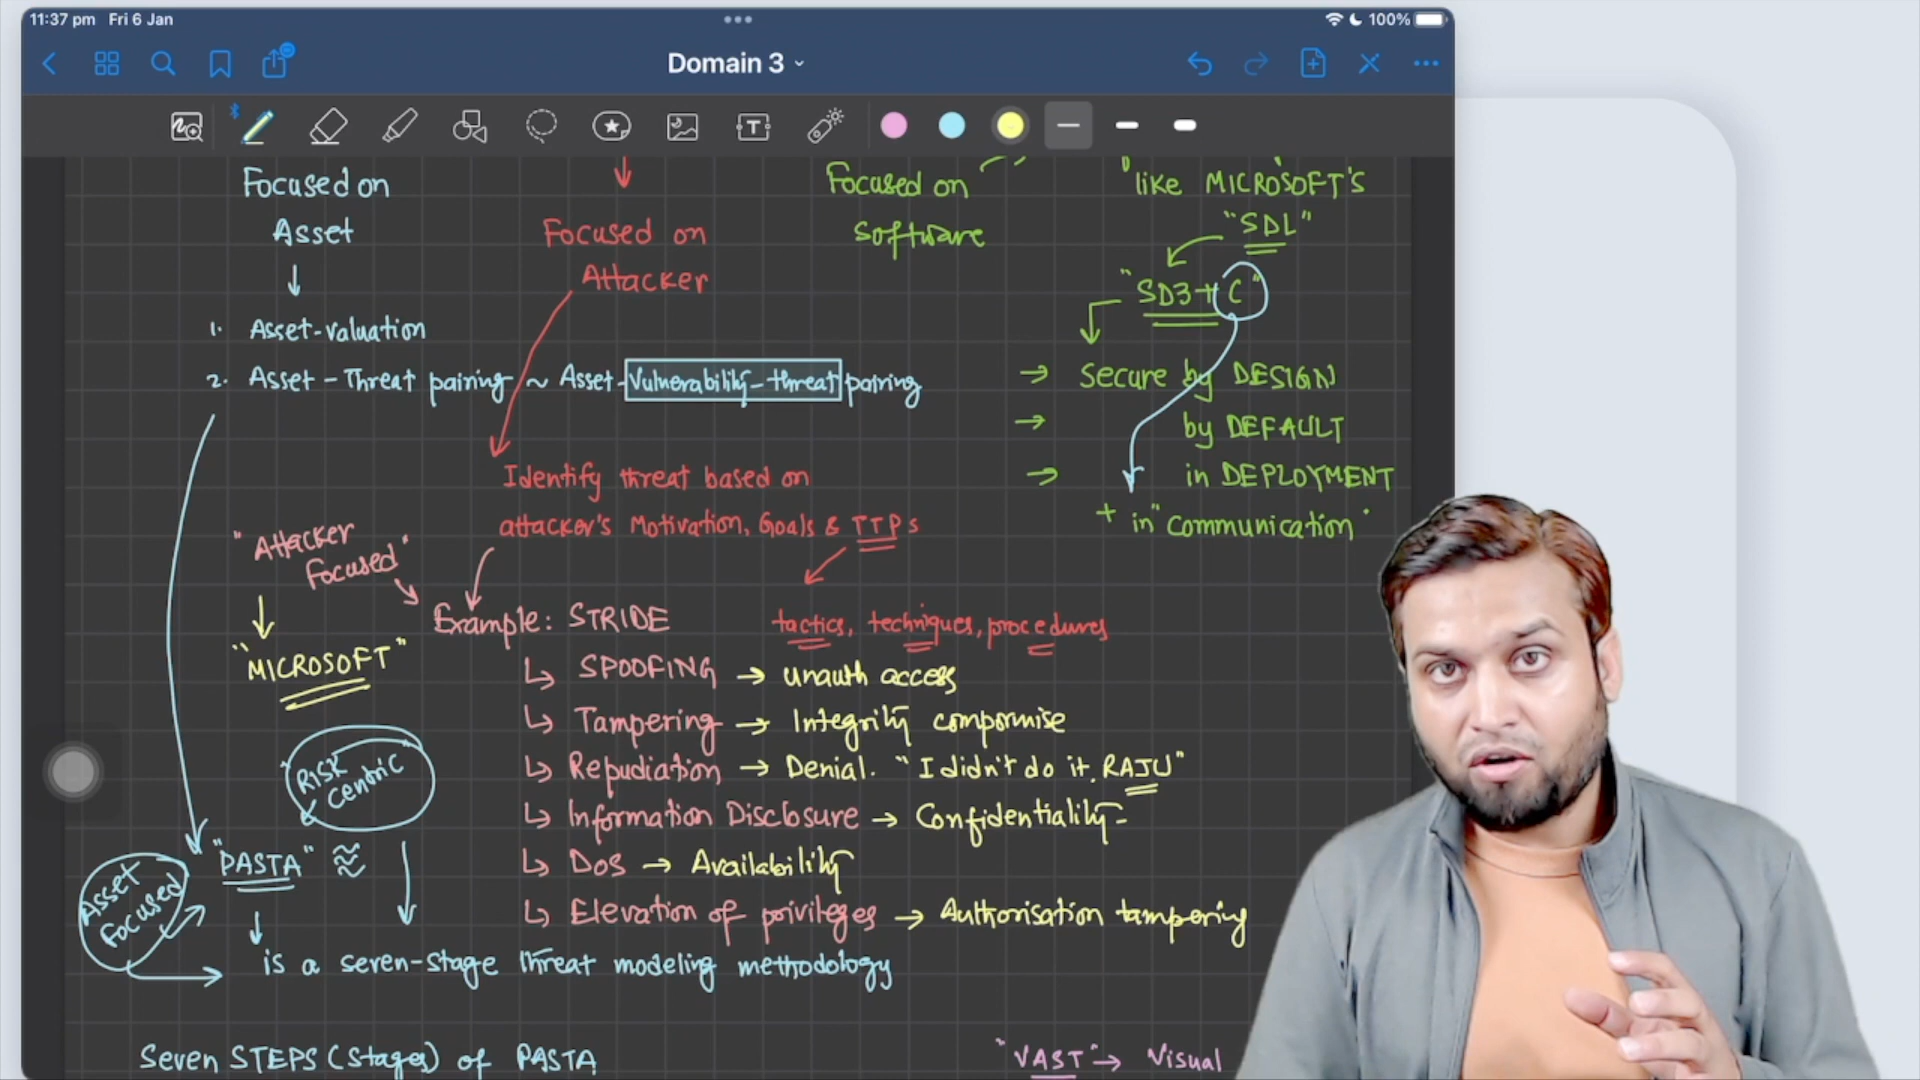 11:37 pm Fri 6 Jan
100%
Domain 3
Focused on
Asset
1. Asset-valuation
2. Asset-Threat pairing ~ Asset-Vulnerability-threat pairing
Focused on
Attacker
Identify threat based on
attacker's Motivation, Goals & TTPs
tactics, techniques, procedures
Focused on
Software
like MICROSOFT'S
"SDL"
"SD3+C"
→ Secure by DESIGN
→ by DEFAULT
→ in DEPLOYMENT
+ in "Communication"
"Attacker
Focused"
"MICROSOFT"
Example: STRIDE
↳ SPOOFING → unauth access
↳ Tampering → Integrity compormise
↳ Repudiation → Denial. "I didn't do it, RAJU"
↳ Information Disclosure → Confidentiality-
↳ DoS → Availability
↳ Elevation of privileges → Authorisation tampering
"RISK
Centric"
Asset
Focused
"PASTA" ≈
is a seven-stage threat modeling methodology
Seven STEPS (Stages) of PASTA
"VAST" → Visual